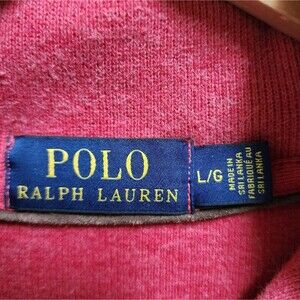 POLO
RALPH LAUREN
L/G
MADE IN
SRI LANKA
FABRIQUÉ AU
SRI LANKA